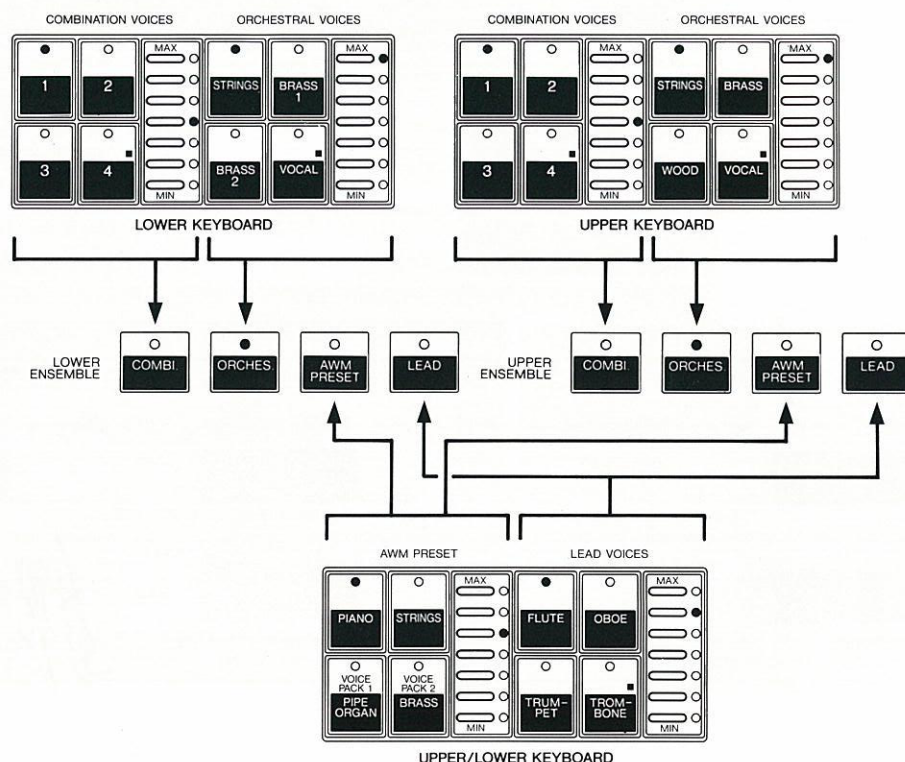 COMBINATION VOICES ORCHESTRAL VOICES
1 2 MAX STRINGS BRASS 1 MAX
3 4 MIN BRASS 2 VOCAL MIN
LOWER KEYBOARD
COMBINATION VOICES ORCHESTRAL VOICES
1 2 MAX STRINGS BRASS MAX
3 4 MIN WOOD VOCAL MIN
UPPER KEYBOARD
LOWER ENSEMBLE
COMBI. ORCHES. AWM PRESET LEAD
UPPER ENSEMBLE
COMBI. ORCHES. AWM PRESET LEAD
AWM PRESET LEAD VOICES
PIANO STRINGS MAX FLUTE OBOE MAX
VOICE PACK 1 PIPE ORGAN
VOICE PACK 2 BRASS
MIN
TRUM-
PET
TROM-
BONE
MIN
UPPER/LOWER KEYBOARD